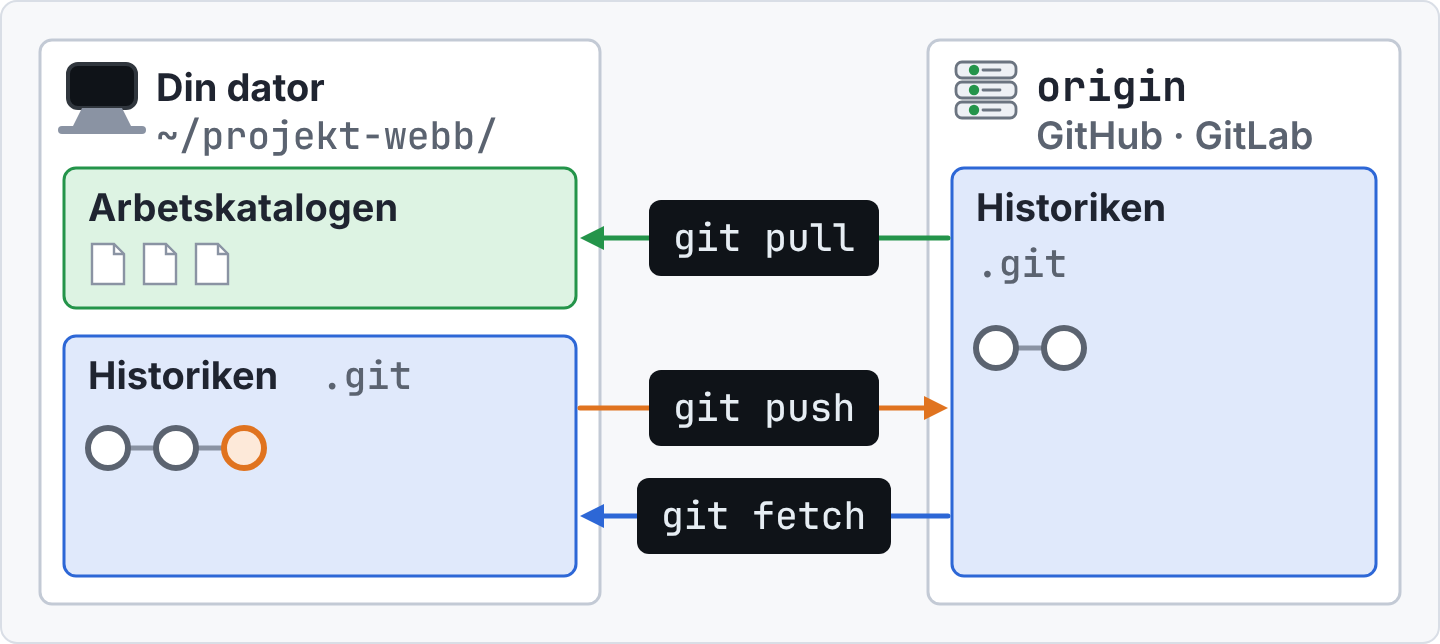 Din dator
~/projekt-webb/
Arbetskatalogen
Historiken .git
git pull
git push
git fetch
origin
GitHub · GitLab
Historiken
.git